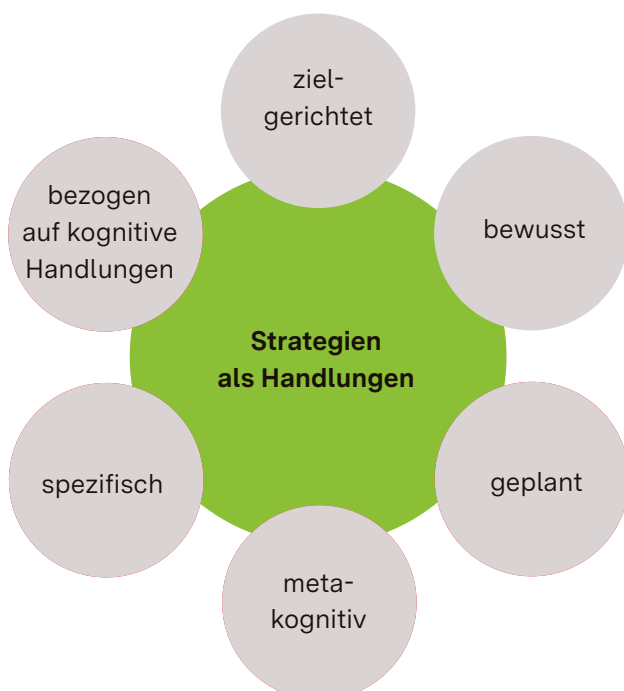 ziel-
gerichtet
bewusst
geplant
meta-
kognitiv
spezifisch
bezogen
auf kognitive
Handlungen
Strategien
als Handlungen